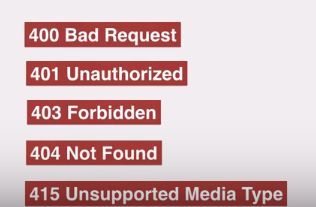 400 Bad Request
401 Unauthorized
403 Forbidden
404 Not Found
415 Unsupported Media Type